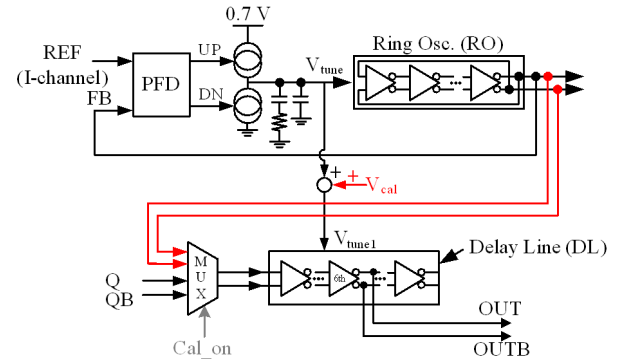 0.7 V
Ring Osc. (RO)
REF
(I-channel)
UP
V_tune
PFD
FB
DN
...
+
+
V_cal
V_tune1
Delay Line (DL)
MUX
...
6th
...
Q
QB
OUT
OUTB
Cal_on